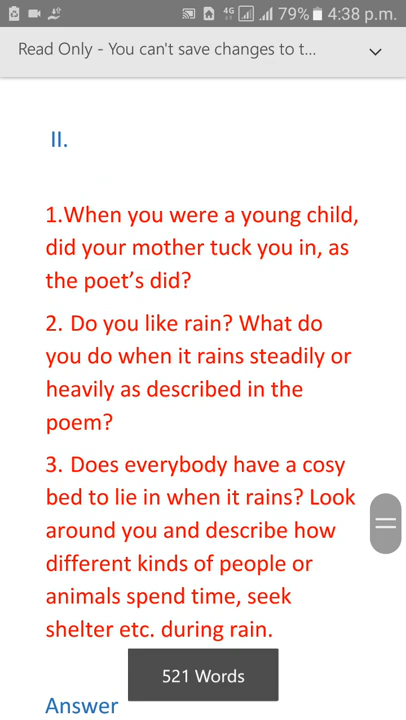 4G 79% 4:38 p.m.
Read Only - You can't save changes to t...
II.
1.When you were a young child,
did your mother tuck you in, as
the poet's did?
2. Do you like rain? What do
you do when it rains steadily or
heavily as described in the
poem?
3. Does everybody have a cosy
bed to lie in when it rains? Look
around you and describe how
different kinds of people or
animals spend time, seek
shelter etc. during rain.
521 Words
Answer